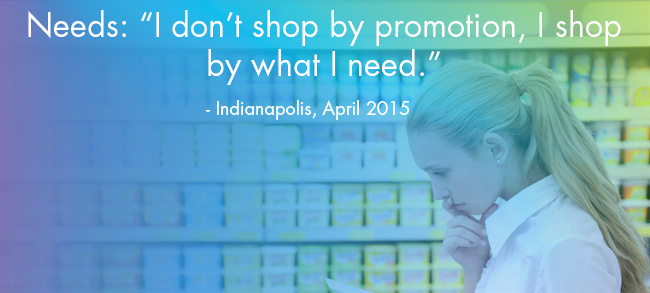 Needs: “I don’t shop by promotion, I shop
by what I need.”
- Indianapolis, April 2015